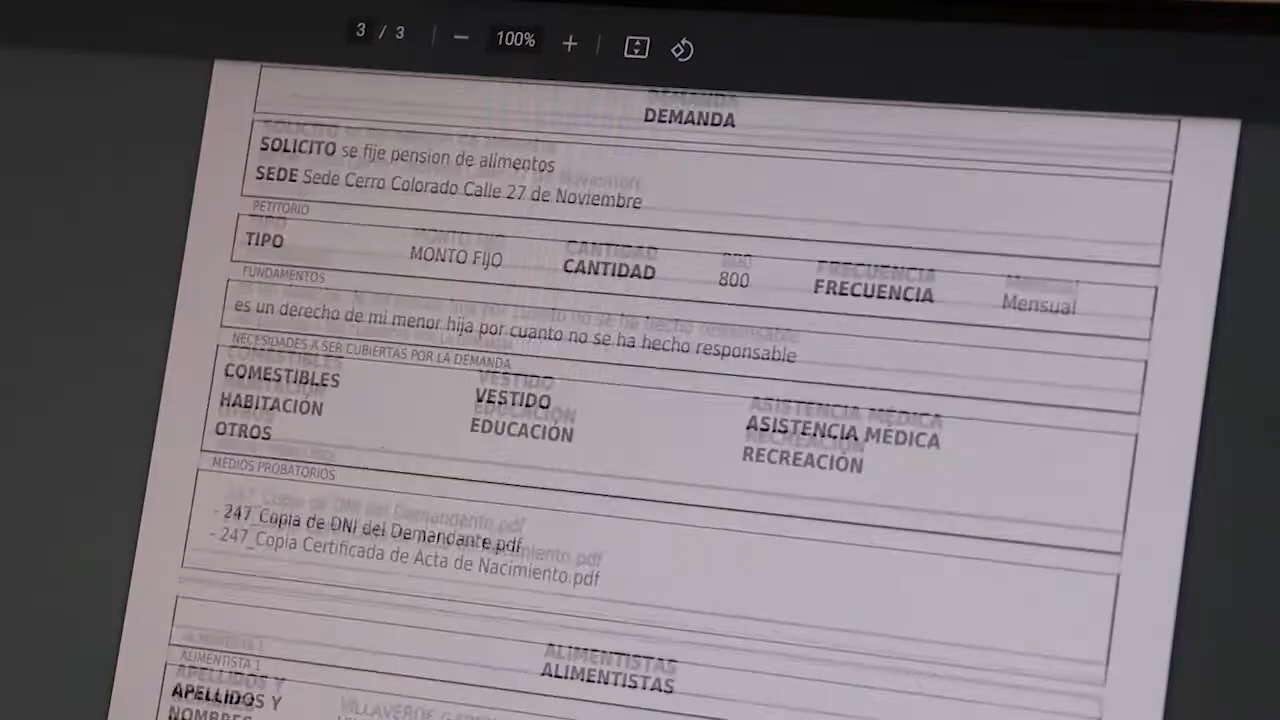 3 / 3 100%
DEMANDA
SOLICITO se fije pension de alimentos
SEDE Sede Cerro Colorado Calle 27 de Noviembre
PETITORIO
TIPO MONTO FIJO CANTIDAD 800 FRECUENCIA Mensual
FUNDAMENTOS
es un derecho de mi menor hija por cuanto no se ha hecho responsable
NECESIDADES A SER CUBIERTAS POR LA DEMANDA
COMESTIBLES VESTIDO ASISTENCIA MÉDICA
HABITACIÓN EDUCACIÓN RECREACIÓN
OTROS
MEDIOS PROBATORIOS
- 247_Copia de DNI del Demandante.pdf
- 247_Copia Certificada de Acta de Nacimiento.pdf
ALIMENTISTAS
ALIMENTISTA 1
APELLIDOS Y
NOMBRES